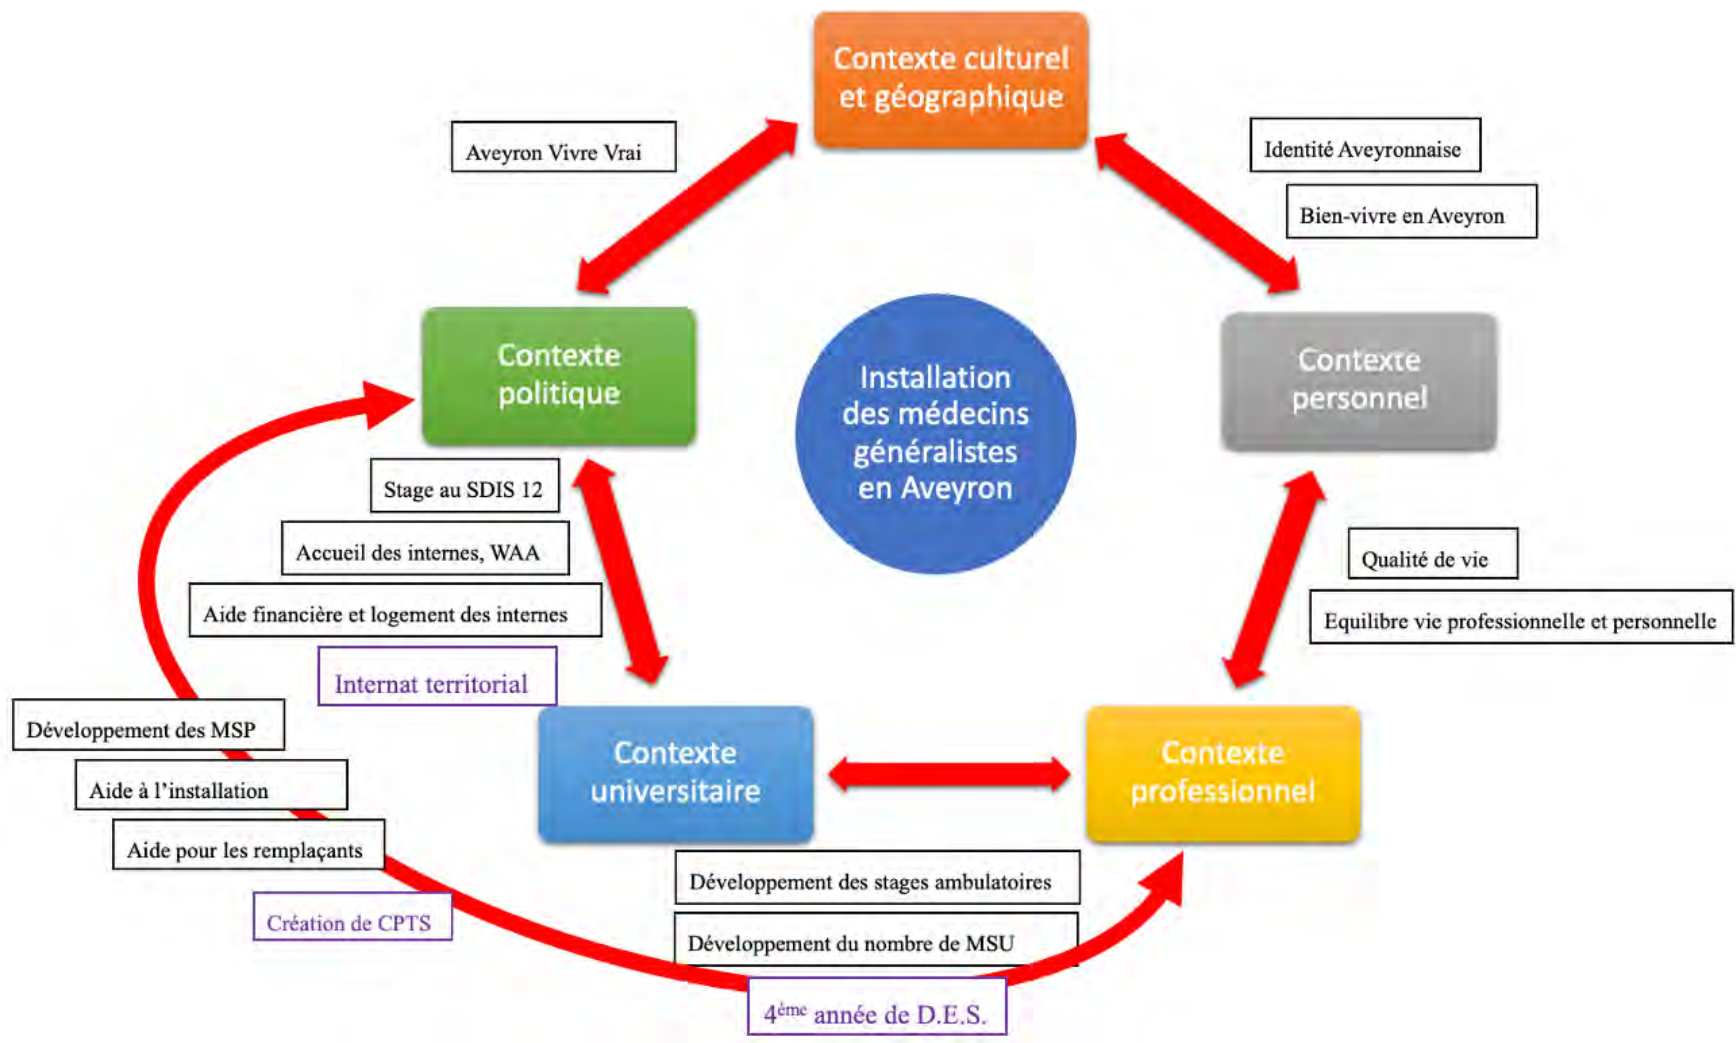 Contexte culturel
et géographique
Aveyron Vivre Vrai
Identité Aveyronnaise
Bien-vivre en Aveyron
Contexte
politique
Installation
des médecins
généralistes
en Aveyron
Contexte
personnel
Stage au SDIS 12
Accueil des internes, WAA
Aide financière et logement des internes
Internat territorial
Qualité de vie
Equilibre vie professionnelle et personnelle
Développement des MSP
Aide à l’installation
Aide pour les remplaçants
Création de CPTS
Contexte
universitaire
Contexte
professionnel
Développement des stages ambulatoires
Développement du nombre de MSU
4ème année de D.E.S.